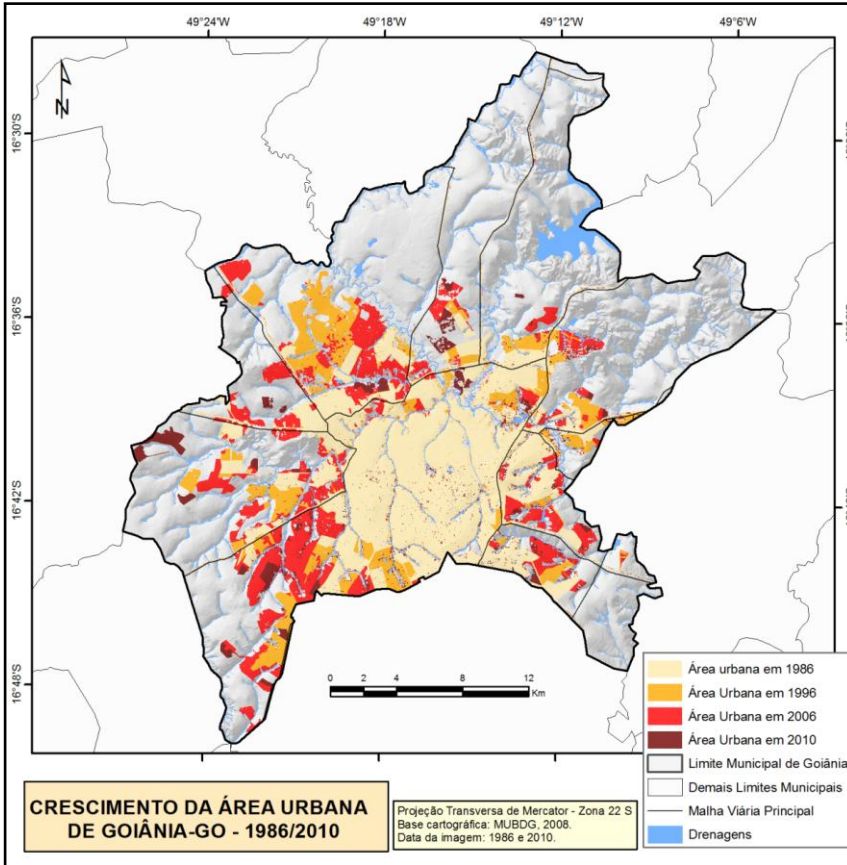 49°24'W 49°18'W 49°12'W 49°6'W
N
16°30'S
16°36'S
16°42'S
16°48'S
0 2 4 8 12
Km
Área urbana em 1986
Área Urbana em 1996
Área Urbana em 2006
Área Urbana em 2010
Limite Municipal de Goiânia
Demais Limites Municipais
Malha Viária Principal
Drenagens
CRESCIMENTO DA ÁREA URBANA
DE GOIÂNIA-GO - 1986/2010
Projeção Transversa de Mercator - Zona 22 S
Base cartográfica: MUBDG, 2008.
Data da imagem: 1986 e 2010.